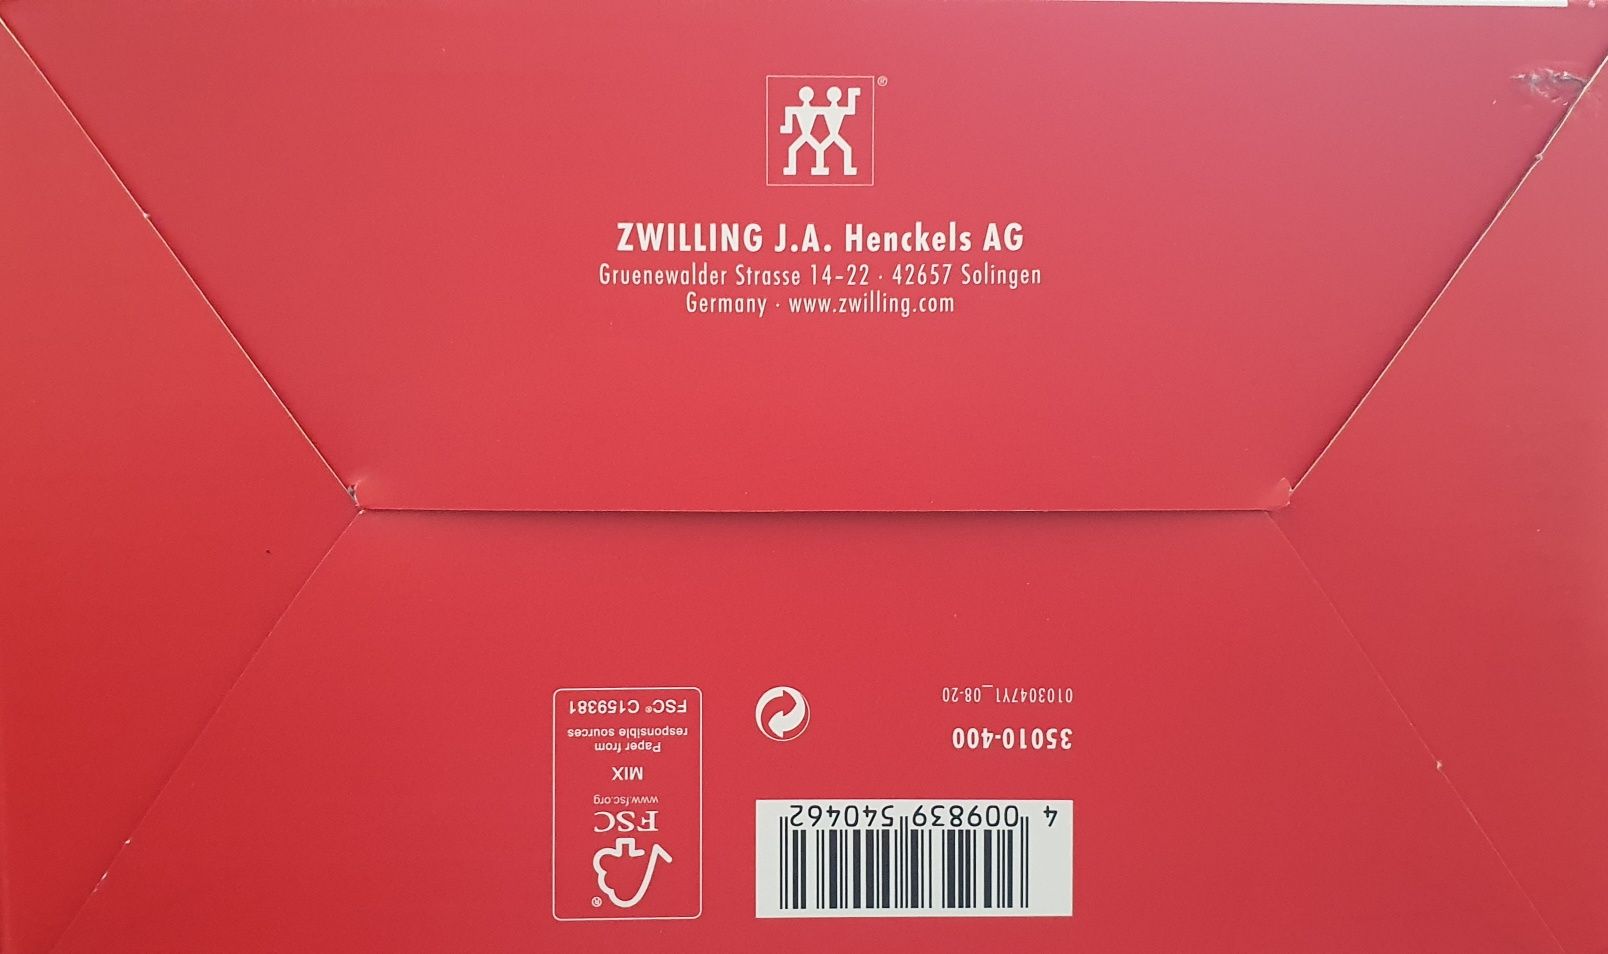 ®
ZWILLING J.A. Henckels AG
Gruenewalder Strasse 14-22 · 42657 Solingen
Germany · www.zwilling.com
4 009839 540462
35010-400
0103047Y1_08-20
®
FSC
www.fsc.org
MIX
Paper from
responsible sources
FSC® C159381